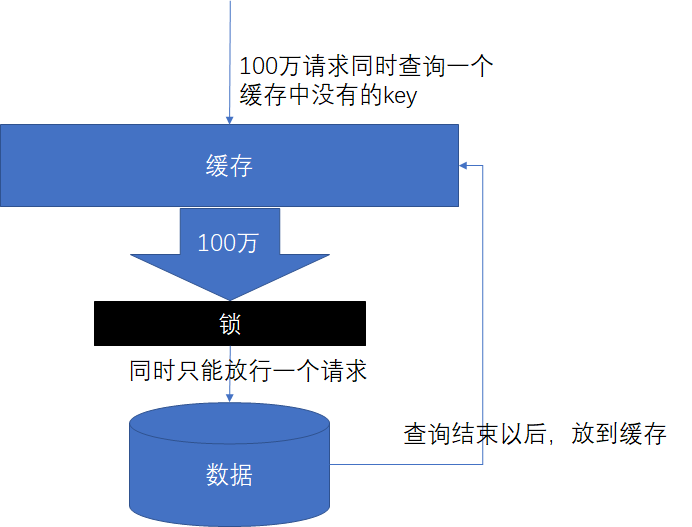 100万请求同时查询一个
缓存中没有的key
缓存
100万
锁
同时只能放行一个请求
查询结束以后，放到缓存
数据